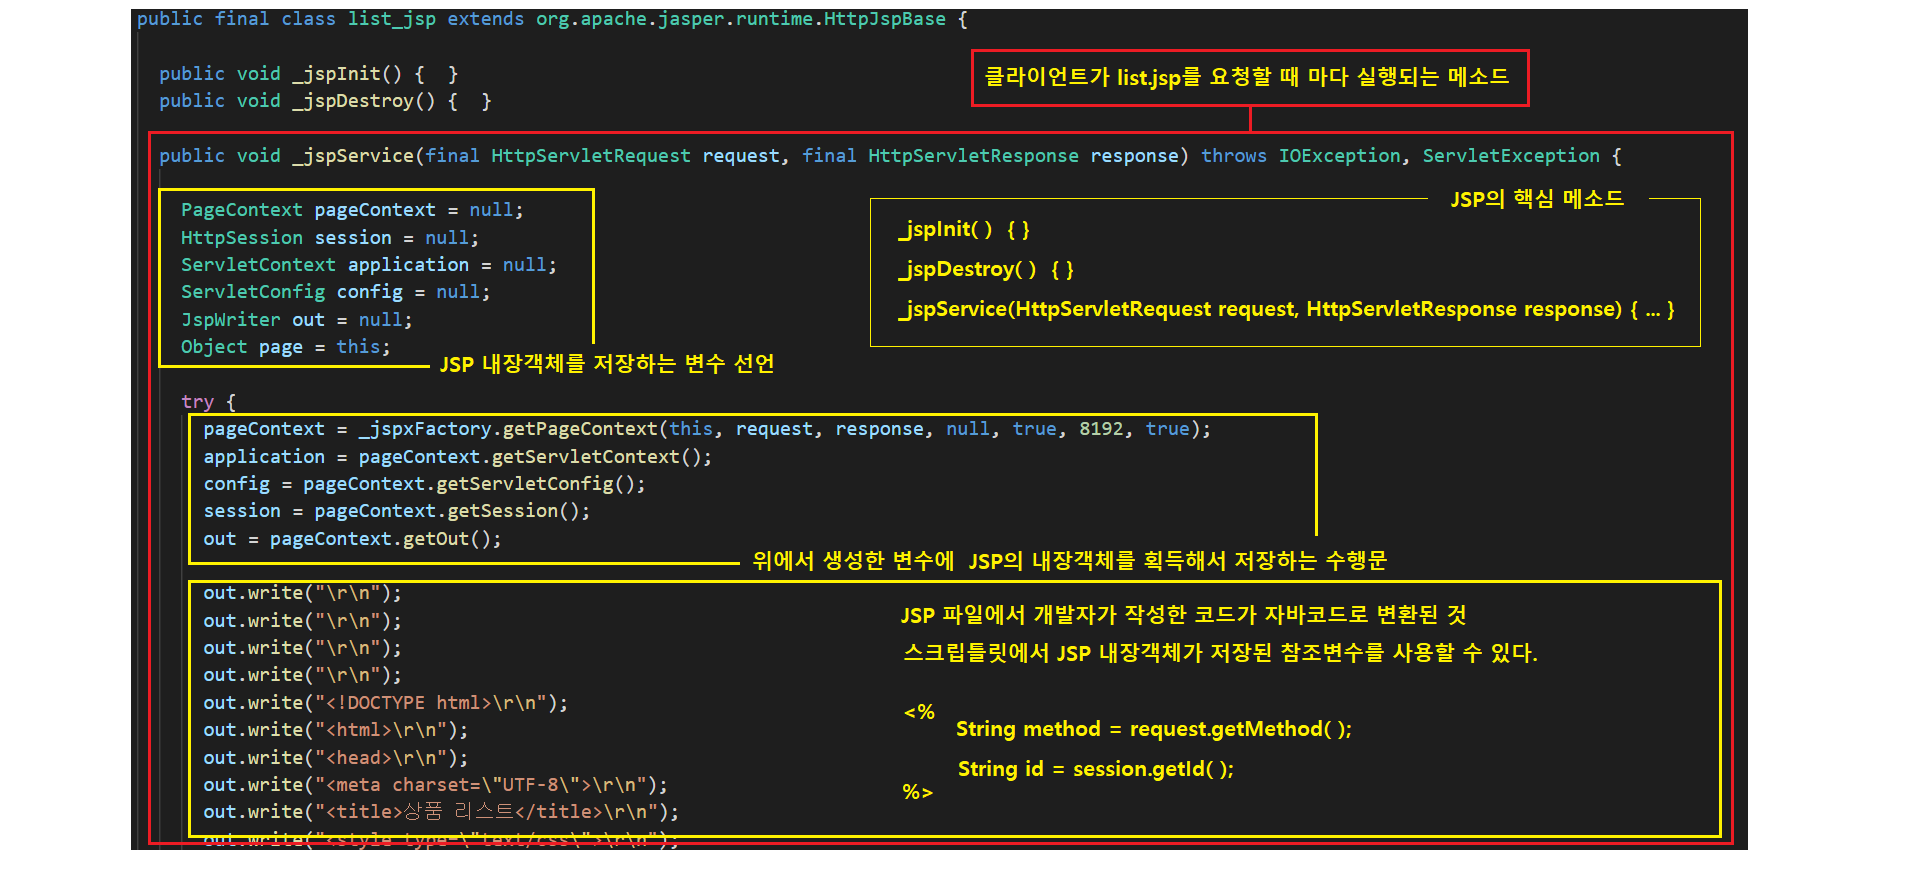 public final class list_jsp extends org.apache.jasper.runtime.HttpJspBase {
public void _jspInit() {  }
public void _jspDestroy() {  }
클라이언트가 list.jsp를 요청할 때 마다 실행되는 메소드
public void _jspService(final HttpServletRequest request, final HttpServletResponse response) throws IOException, ServletException {
PageContext pageContext = null;
HttpSession session = null;
ServletContext application = null;
ServletConfig config = null;
JspWriter out = null;
Object page = this;
JSP 내장객체를 저장하는 변수 선언
JSP의 핵심 메소드
_jspInit( )  { }
_jspDestroy( )  { }
_jspService(HttpServletRequest request, HttpServletResponse response) { ... }
try {
pageContext = _jspxFactory.getPageContext(this, request, response, null, true, 8192, true);
application = pageContext.getServletContext();
config = pageContext.getServletConfig();
session = pageContext.getSession();
out = pageContext.getOut();
위에서 생성한 변수에  JSP의 내장객체를 획득해서 저장하는 수행문
out.write("\r\n");
out.write("\r\n");
out.write("\r\n");
out.write("\r\n");
out.write("<!DOCTYPE html>\r\n");
out.write("<html>\r\n");
out.write("<head>\r\n");
out.write("<meta charset=\"UTF-8\">\r\n");
out.write("<title>상품 리스트</title>\r\n");
out.write("<style type=\"text/css\">\r\n");
JSP 파일에서 개발자가 작성한 코드가 자바코드로 변환된 것
스크립틀릿에서 JSP 내장객체가 저장된 참조변수를 사용할 수 있다.
<%
String method = request.getMethod( );
String id = session.getId( );
%>